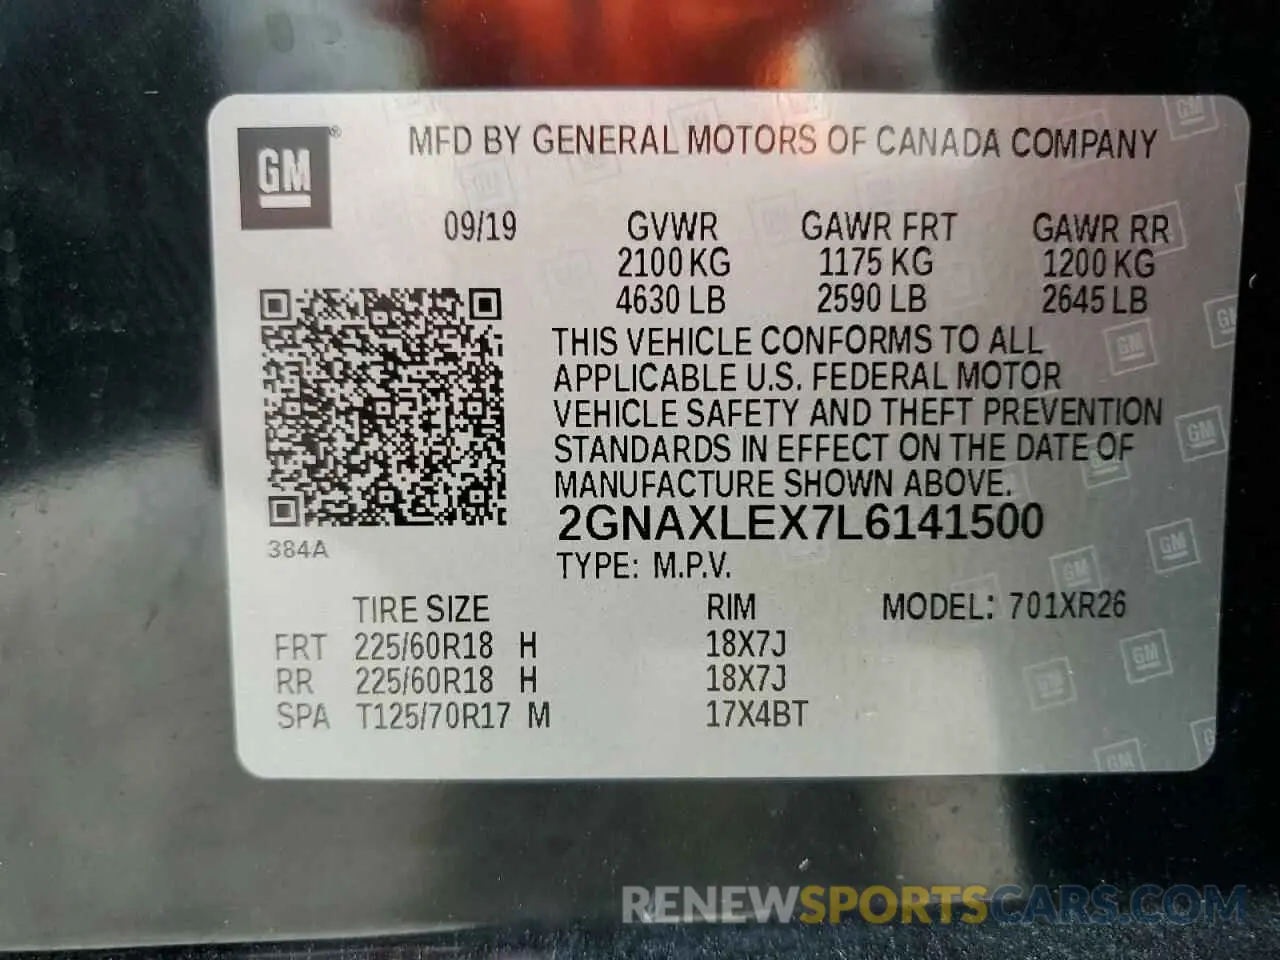 GM®
MFD BY GENERAL MOTORS OF CANADA COMPANY
09/19 GVWR GAWR FRT GAWR RR
2100 KG 1175 KG 1200 KG
4630 LB 2590 LB 2645 LB
THIS VEHICLE CONFORMS TO ALL
APPLICABLE U.S. FEDERAL MOTOR
VEHICLE SAFETY AND THEFT PREVENTION
STANDARDS IN EFFECT ON THE DATE OF
MANUFACTURE SHOWN ABOVE.
2GNAXLEX7L6141500
384A
TYPE: M.P.V.
TIRE SIZE RIM MODEL: 701XR26
FRT 225/60R18 H 18X7J
RR 225/60R18 H 18X7J
SPA T125/70R17 M 17X4BT
RENEWSPORTSCARS.COM